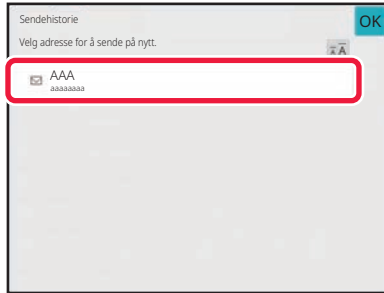 Sendehistorie
OK
Velg adresse for å sende på nytt.
AAA
aaaaaaaa